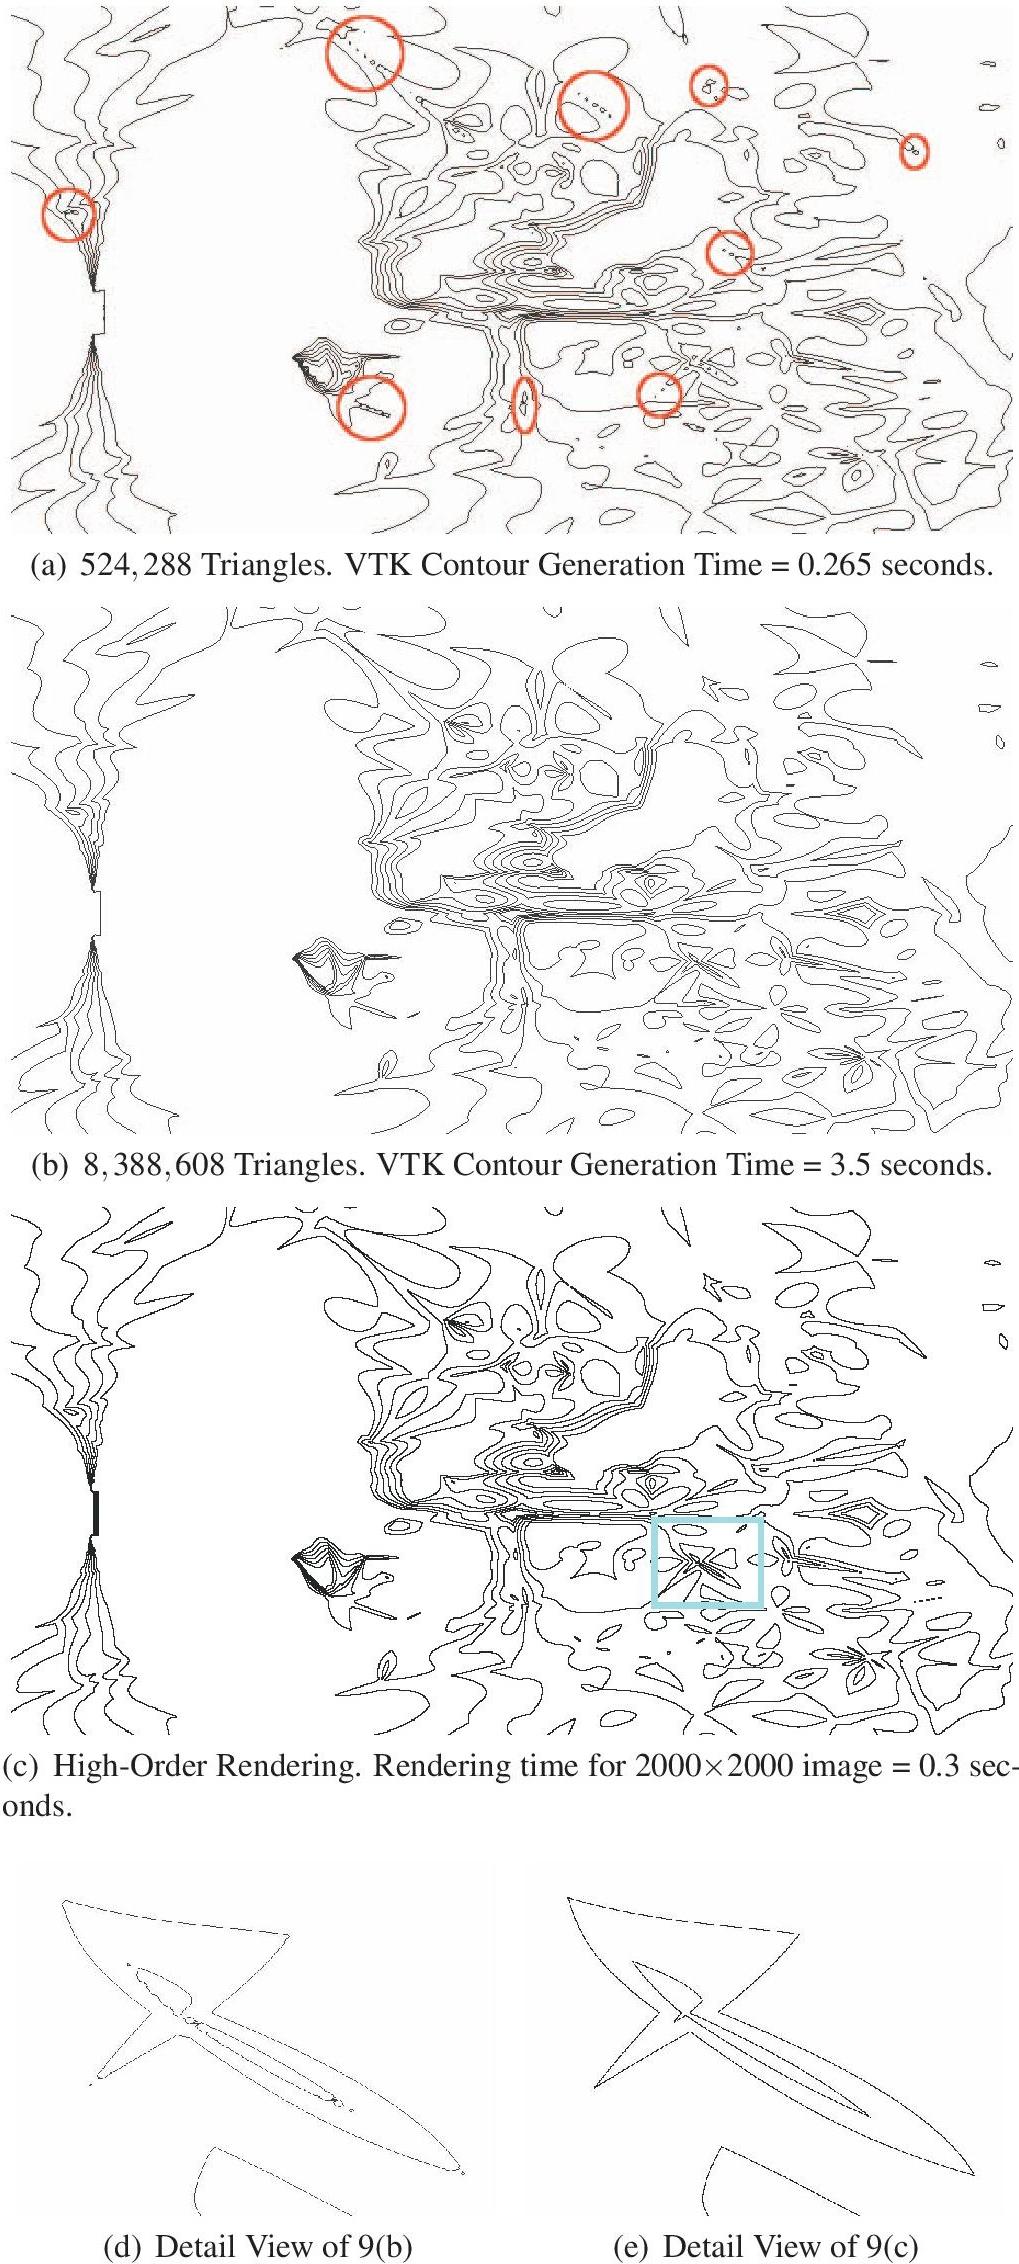 (a) 524,288 Triangles. VTK Contour Generation Time = 0.265 seconds.
(b) 8,388,608 Triangles. VTK Contour Generation Time = 3.5 seconds.
(c) High-Order Rendering. Rendering time for 2000×2000 image = 0.3 sec-
onds.
(d) Detail View of 9(b)
(e) Detail View of 9(c)